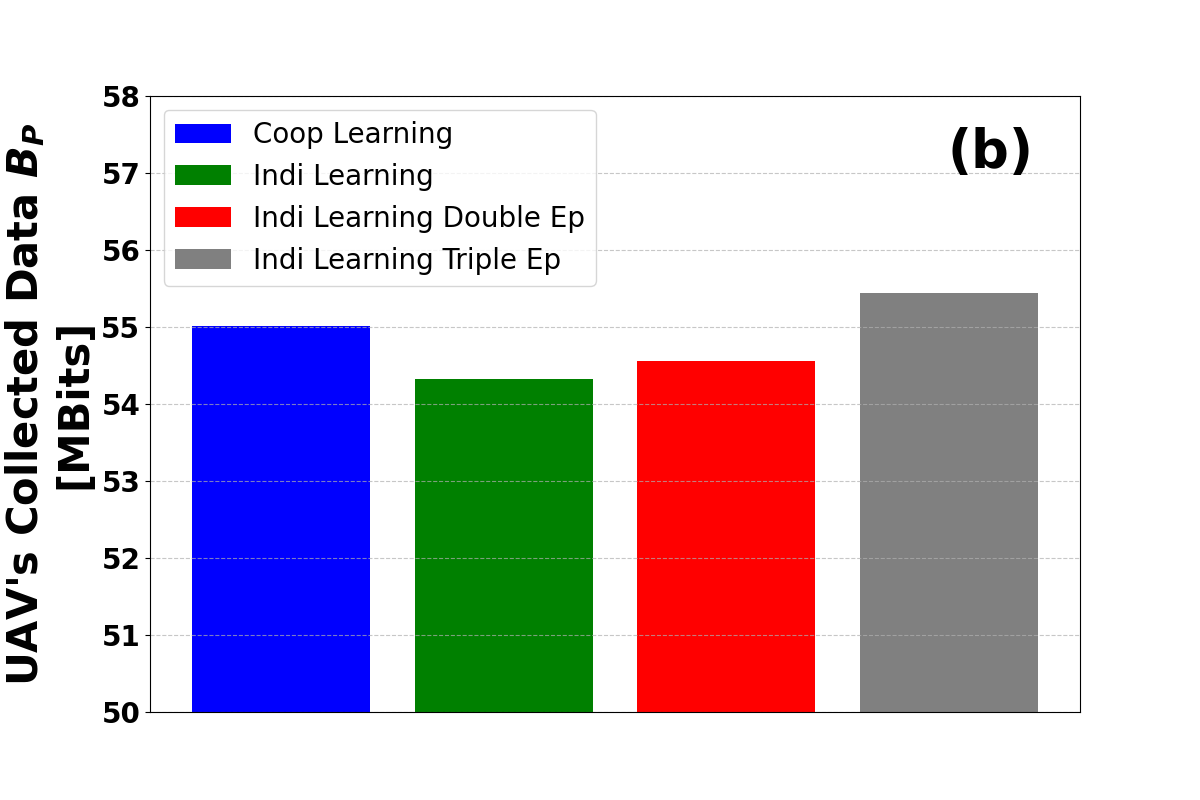 UAV's Collected Data B_P
[MBits]
58
57
56
55
54
53
52
51
50
Coop Learning
Indi Learning
Indi Learning Double Ep
Indi Learning Triple Ep
(b)